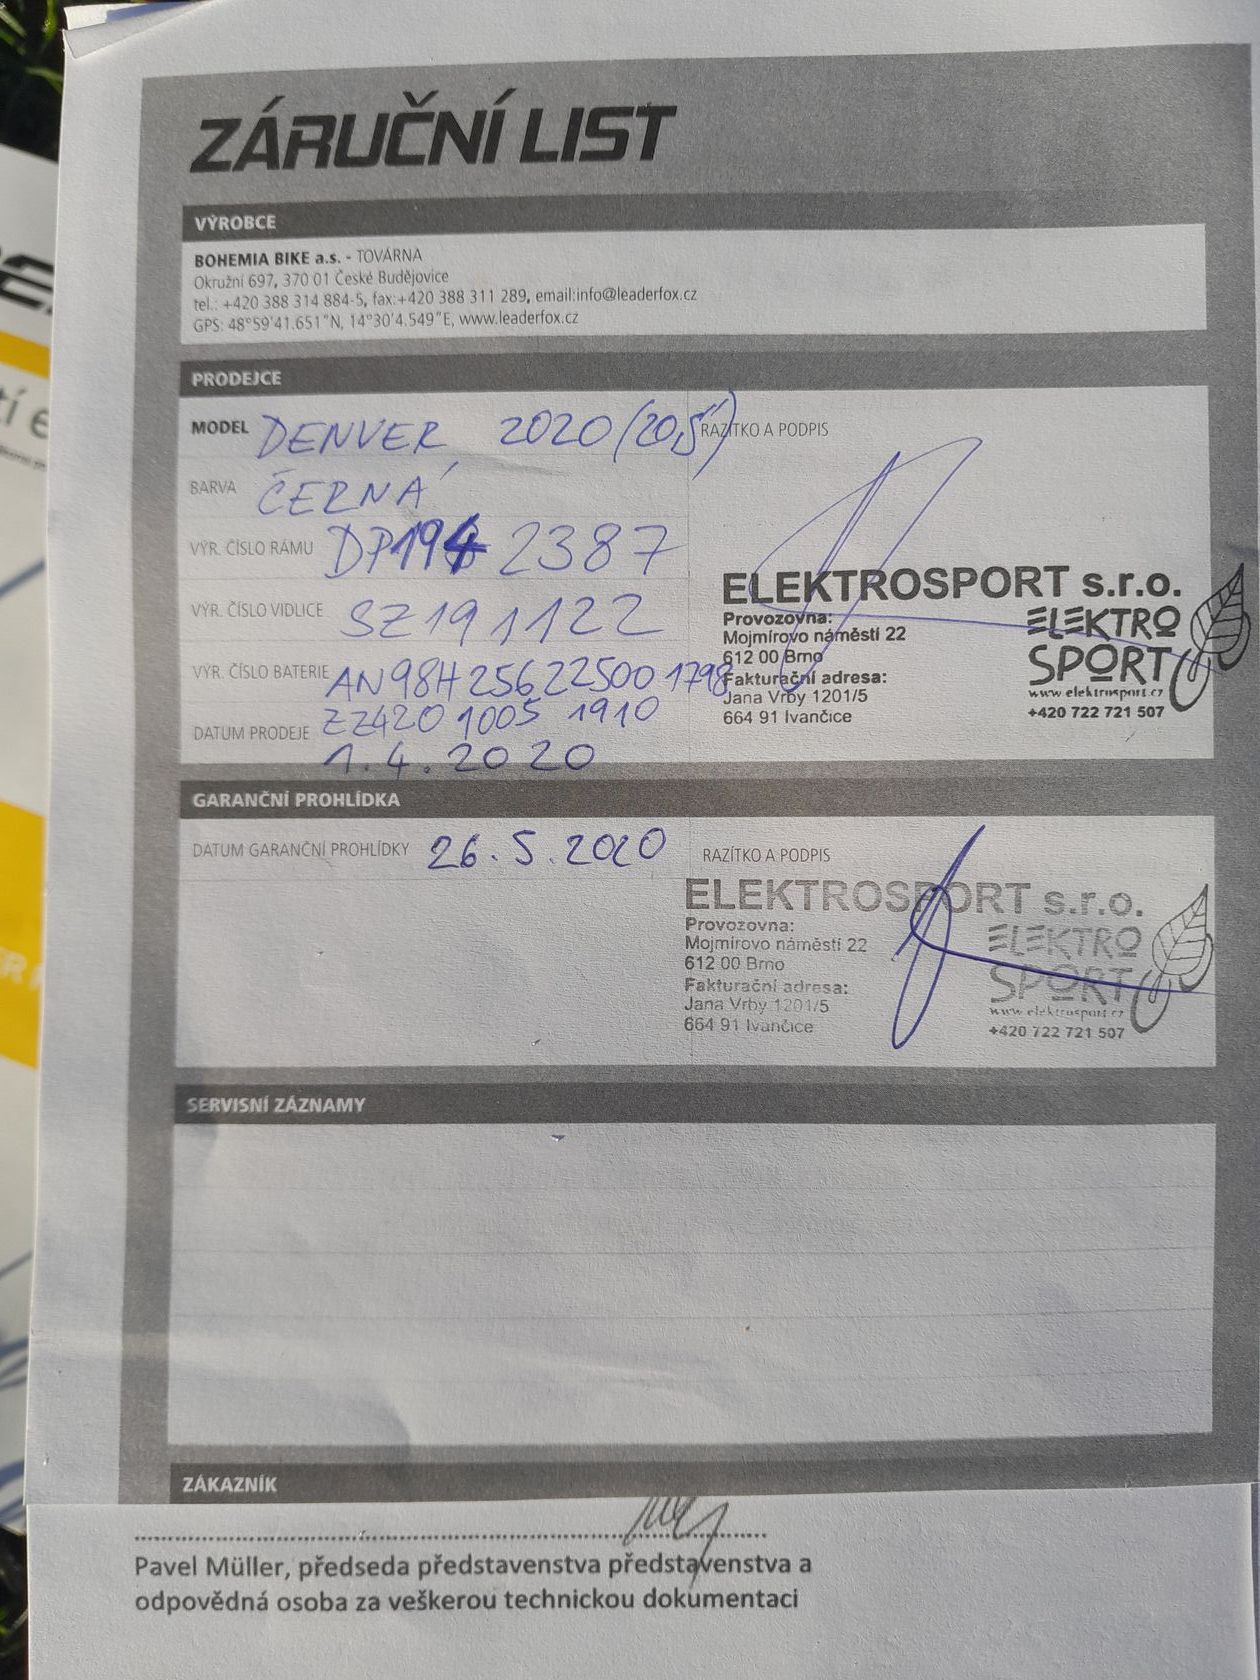 ZÁRUČNÍ LIST
VÝROBCE
BOHEMIA BIKE a.s. - TOVÁRNA
Okružní 697, 370 01 České Budějovice
tel.: +420 388 314 884-5, fax:+420 388 311 289, email:info@leaderfox.cz
GPS: 48°59'41.651"N, 14°30'4.549"E, www.leaderfox.cz
PRODEJCE
MODEL DENVER, 2020 (20,5")
RAZÍTKO A PODPIS
BARVA ČERNÁ
VÝR. ČÍSLO RÁMU DP194 2387
VÝR. ČÍSLO VIDLICE SZ191122
VÝR. ČÍSLO BATERIE AN98H25622500 1798
ZZ420 1005 1910
DATUM PRODEJE 1.4.2020
ELEKTROSPORT s.r.o.
Provozovna:
Mojmírovo náměstí 22
612 00 Brno
Fakturační adresa:
Jana Vrby 1201/5
664 91 Ivančice
ELEKTRO
SPORT
www.elektrosport.cz
+420 722 721 507
GARANČNÍ PROHLÍDKA
DATUM GARANČNÍ PROHLÍDKY 26.5.2020
RAZÍTKO A PODPIS
ELEKTROSPORT s.r.o.
Provozovna:
Mojmírovo náměstí 22
612 00 Brno
Fakturační adresa:
Jana Vrby 1201/5
664 91 Ivančice
ELEKTRO
SPORT
www.elektrosport.cz
+420 722 721 507
SERVISNÍ ZÁZNAMY
ZÁKAZNÍK
Pavel Müller, předseda představenstva představenstva a
odpovědná osoba za veškerou technickou dokumentaci